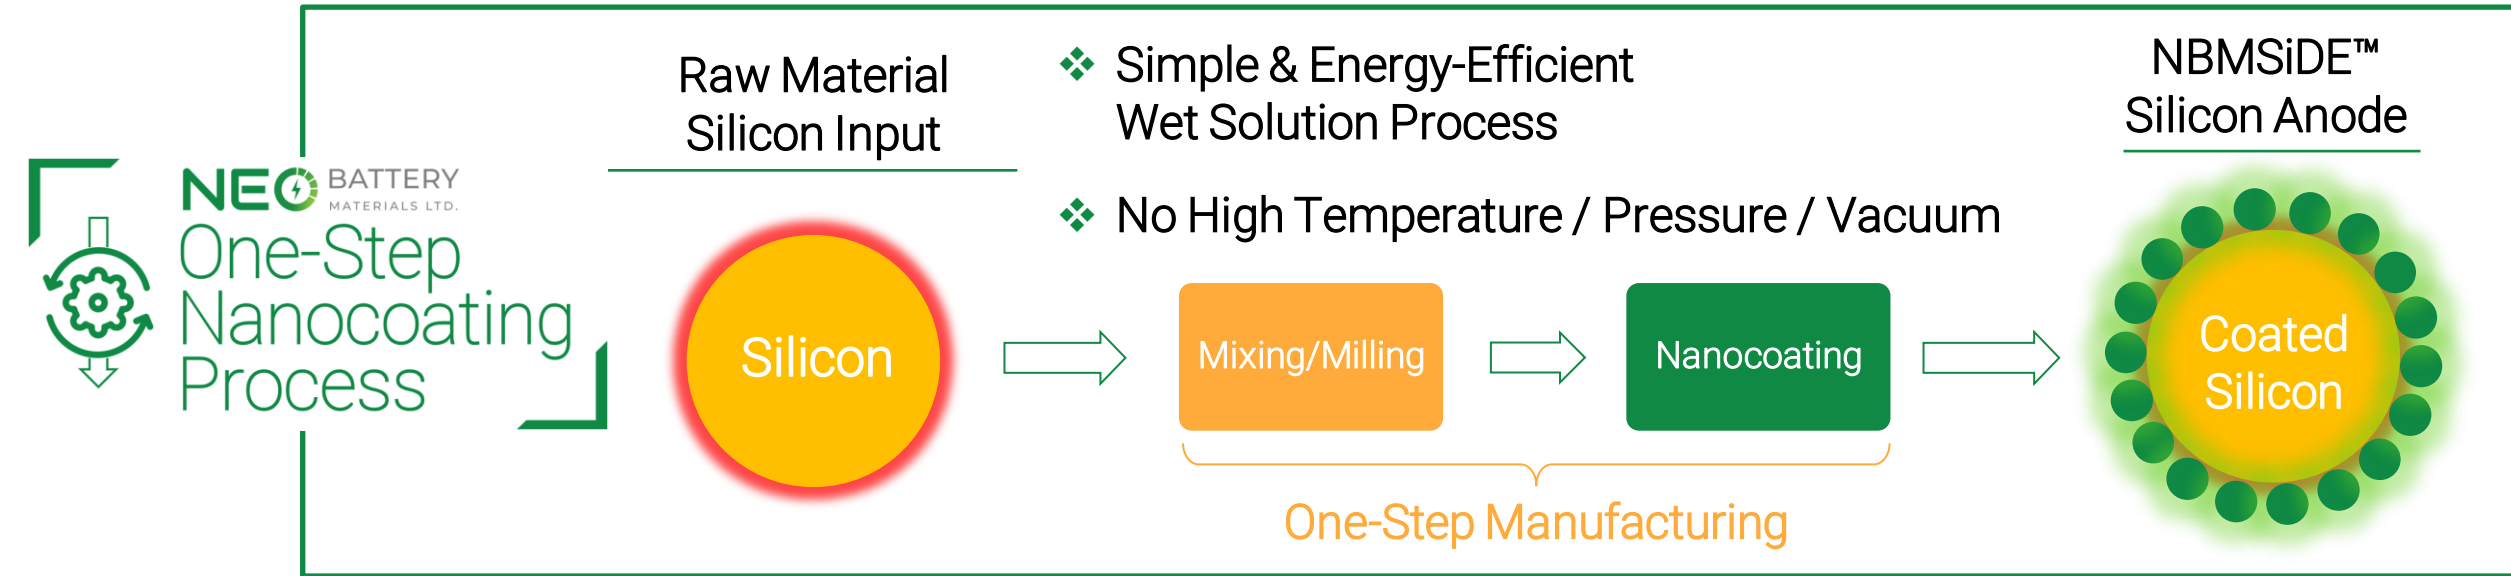 NEO BATTERY
MATERIALS LTD.
One-Step
Nanocoating
Process
Raw Material
Silicon Input
Silicon
❖ Simple & Energy-Efficient
Wet Solution Process
❖ No High Temperature / Pressure / Vacuum
Mixing/Milling
Nanocoating
One-Step Manufacturing
NBMSiDE™
Silicon Anode
Coated
Silicon